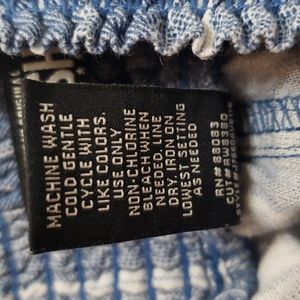 MACHINE WASH
COLD GENTLE
CYCLE WITH
LIKE COLORS.
USE ONLY
NON-CHLORINE
BLEACH WHEN
NEEDED. LINE
DRY. IRON ON
LOWEST SETTING
AS NEEDED
RN# 88083